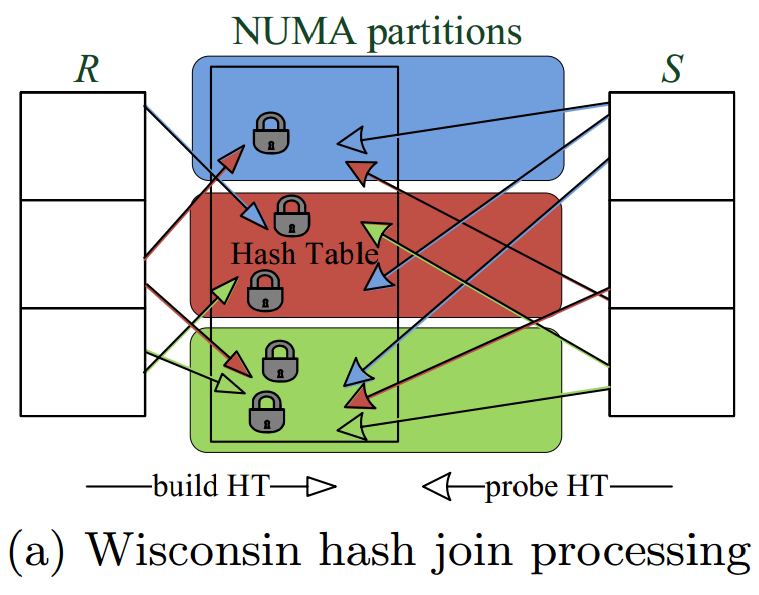 NUMA partitions
R
S
Hash Table
build HT
probe HT
(a) Wisconsin hash join processing